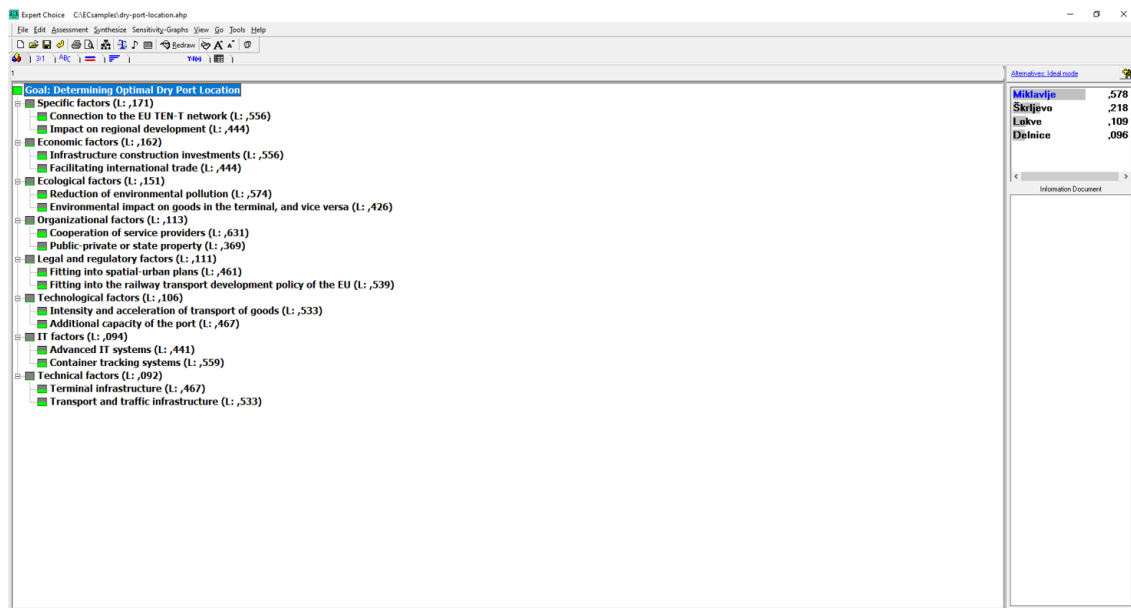 Expert Choice C:\ECsamples\dry-port-location.ahp
File Edit Assessment Synthesize Sensitivity-Graphs View Go Tools Help
Redraw A A
3:1 ABC Y-f(x)
1
Alternatives: Ideal mode
Goal: Determining Optimal Dry Port Location
Specific factors (L: ,171)
Connection to the EU TEN-T network (L: ,556)
Impact on regional development (L: ,444)
Economic factors (L: ,162)
Infrastructure construction investments (L: ,556)
Facilitating international trade (L: ,444)
Ecological factors (L: ,151)
Reduction of environmental pollution (L: ,574)
Environmental impact on goods in the terminal, and vice versa (L: ,426)
Organizational factors (L: ,113)
Cooperation of service providers (L: ,631)
Public-private or state property (L: ,369)
Legal and regulatory factors (L: ,111)
Fitting into spatial-urban plans (L: ,461)
Fitting into the railway transport development policy of the EU (L: ,539)
Technological factors (L: ,106)
Intensity and acceleration of transport of goods (L: ,533)
Additional capacity of the port (L: ,467)
IT factors (L: ,094)
Advanced IT systems (L: ,441)
Container tracking systems (L: ,559)
Technical factors (L: ,092)
Terminal infrastructure (L: ,467)
Transport and traffic infrastructure (L: ,533)
Miklavlje ,578
Škrljevo ,218
Lokve ,109
Delnice ,096
Information Document